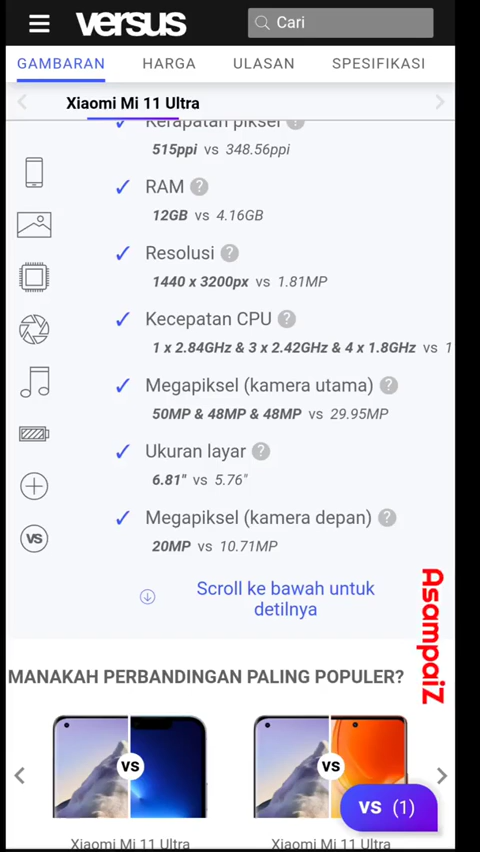 versus
Cari
GAMBARAN HARGA ULASAN SPESIFIKASI
Xiaomi Mi 11 Ultra
Kerapatan piksel ?
515ppi vs 348.56ppi
RAM ?
12GB vs 4.16GB
Resolusi ?
1440 x 3200px vs 1.81MP
Kecepatan CPU ?
1 x 2.84GHz & 3 x 2.42GHz & 4 x 1.8GHz vs 1
Megapiksel (kamera utama) ?
50MP & 48MP & 48MP vs 29.95MP
Ukuran layar ?
6.81" vs 5.76"
Megapiksel (kamera depan) ?
20MP vs 10.71MP
VS
Scroll ke bawah untuk
detilnya
AsampaiZ
MANAKAH PERBANDINGAN PALING POPULER?
VS
VS
vs (1)
Xiaomi Mi 11 Ultra
Xiaomi Mi 11 Ultra